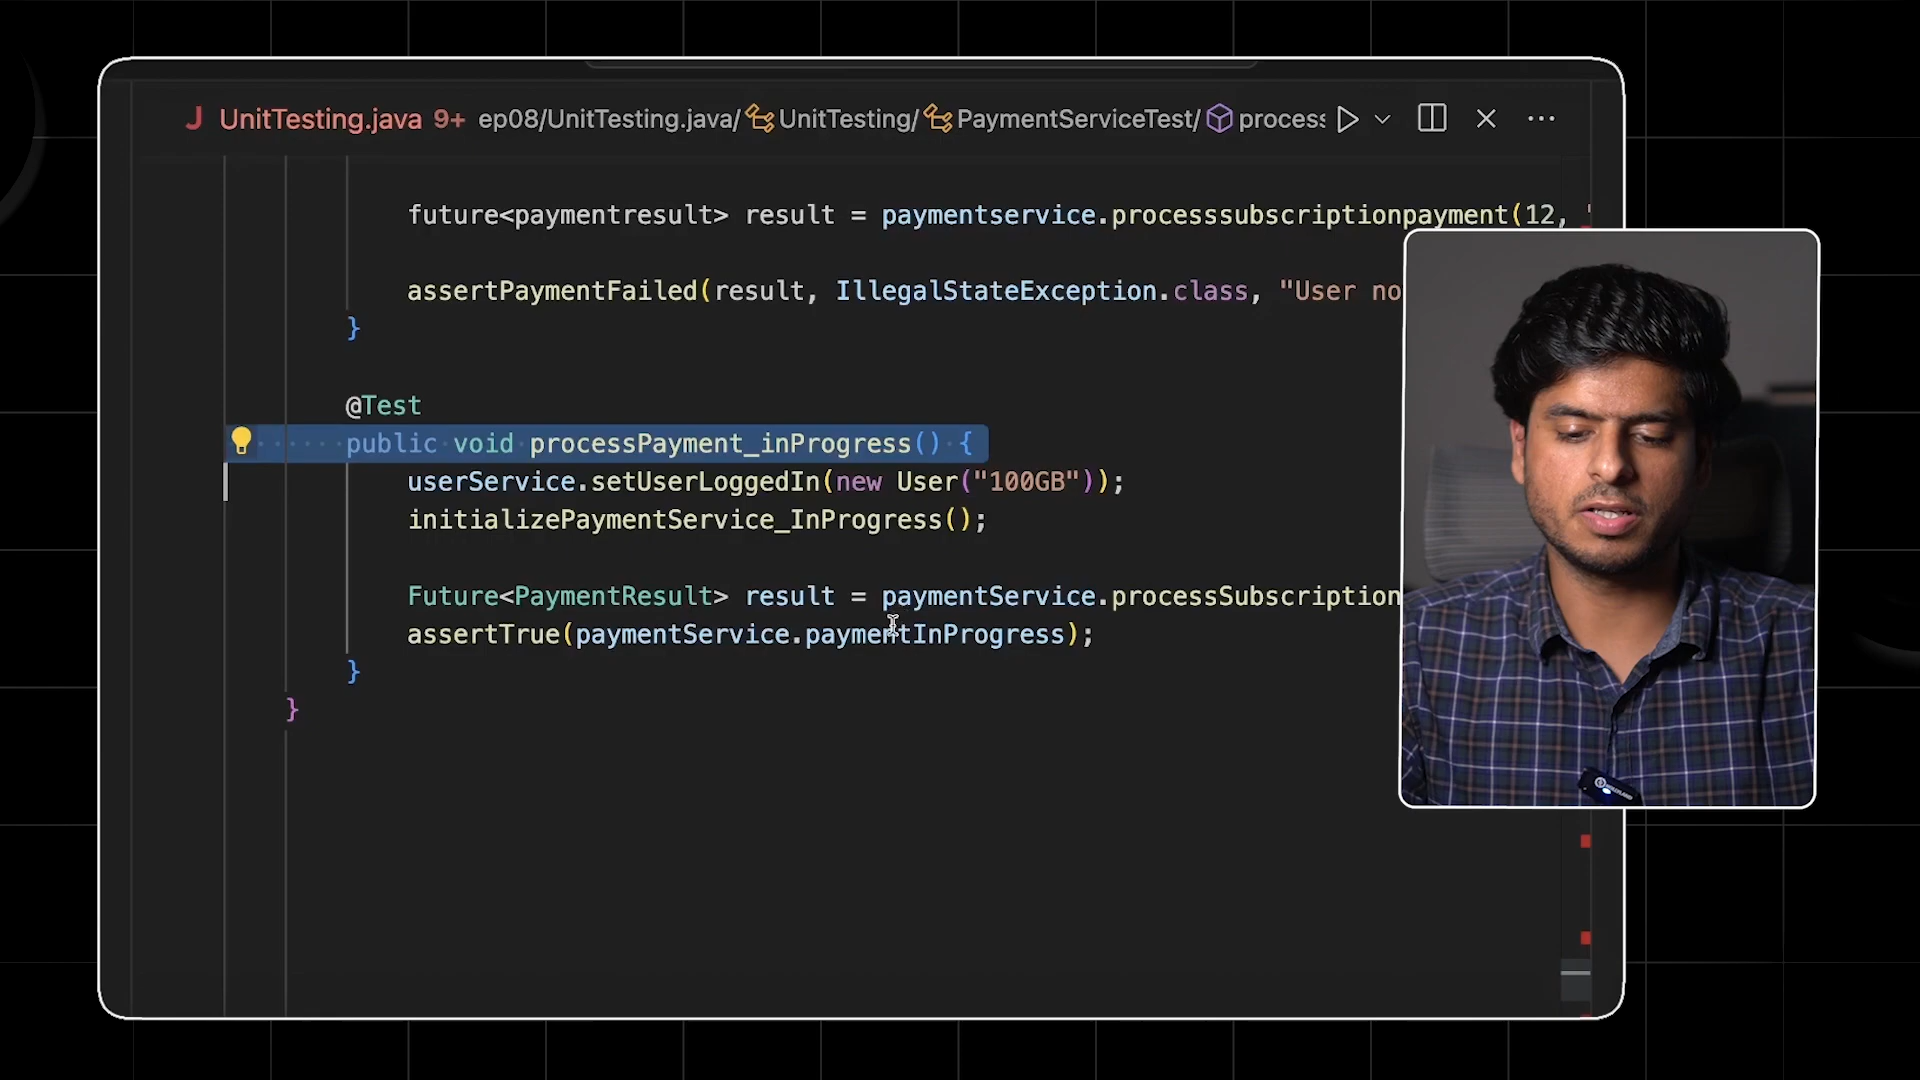 J UnitTesting.java 9+ ep08/UnitTesting.java/ UnitTesting/ PaymentServiceTest/ process
future<paymentresult> result = paymentservice.processsubscriptionpayment(12, "
assertPaymentFailed(result, IllegalStateException.class, "User no
}
@Test
public void processPayment_inProgress() {
userService.setUserLoggedIn(new User("100GB"));
initializePaymentService_InProgress();
Future<PaymentResult> result = paymentService.processSubscription
assertTrue(paymentService.paymentInProgress);
}
}